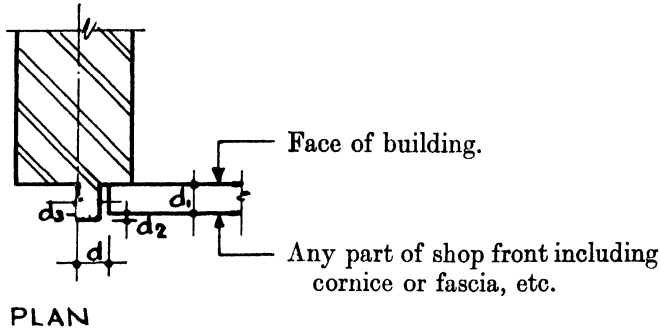 Face of building.
d₁
d₃
d₂
d
Any part of shop front including
cornice or fascia, etc.
PLAN